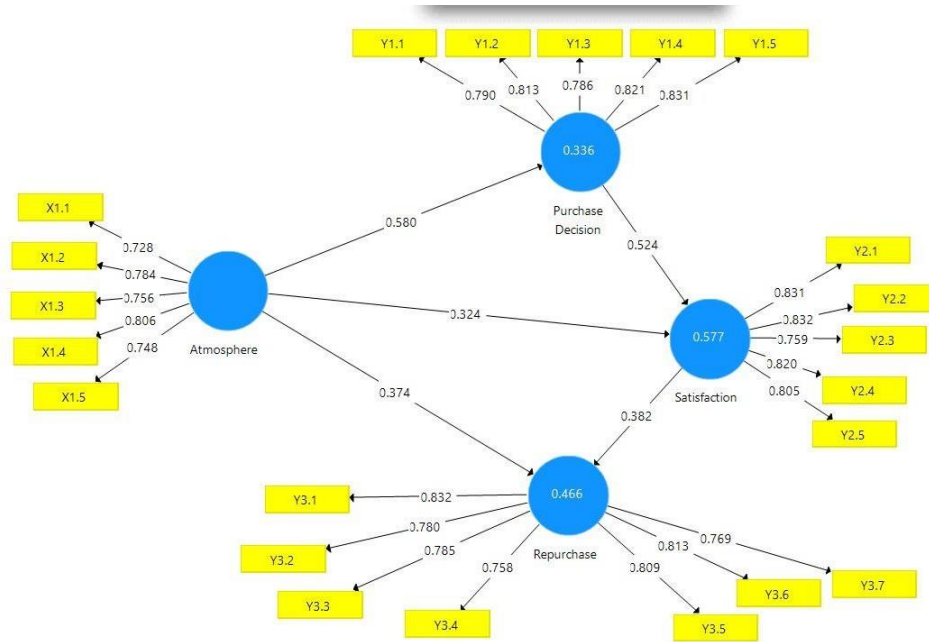 Y1.1 Y1.2 Y1.3 Y1.4 Y1.5
0.790 0.813 0.786 0.821 0.831
0.336
Purchase
Decision
X1.1
X1.2
X1.3
X1.4
X1.5
0.728
0.784
0.756
0.806
0.748
Atmosphere
0.580
0.324
0.374
0.524
Y2.1
Y2.2
Y2.3
Y2.4
Y2.5
0.831
0.832
0.759
0.820
0.805
0.577
Satisfaction
0.382
0.466
Repurchase
Y3.1
Y3.2
Y3.3
Y3.4
Y3.5
Y3.6
Y3.7
0.832
0.780
0.785
0.758
0.809
0.813
0.769